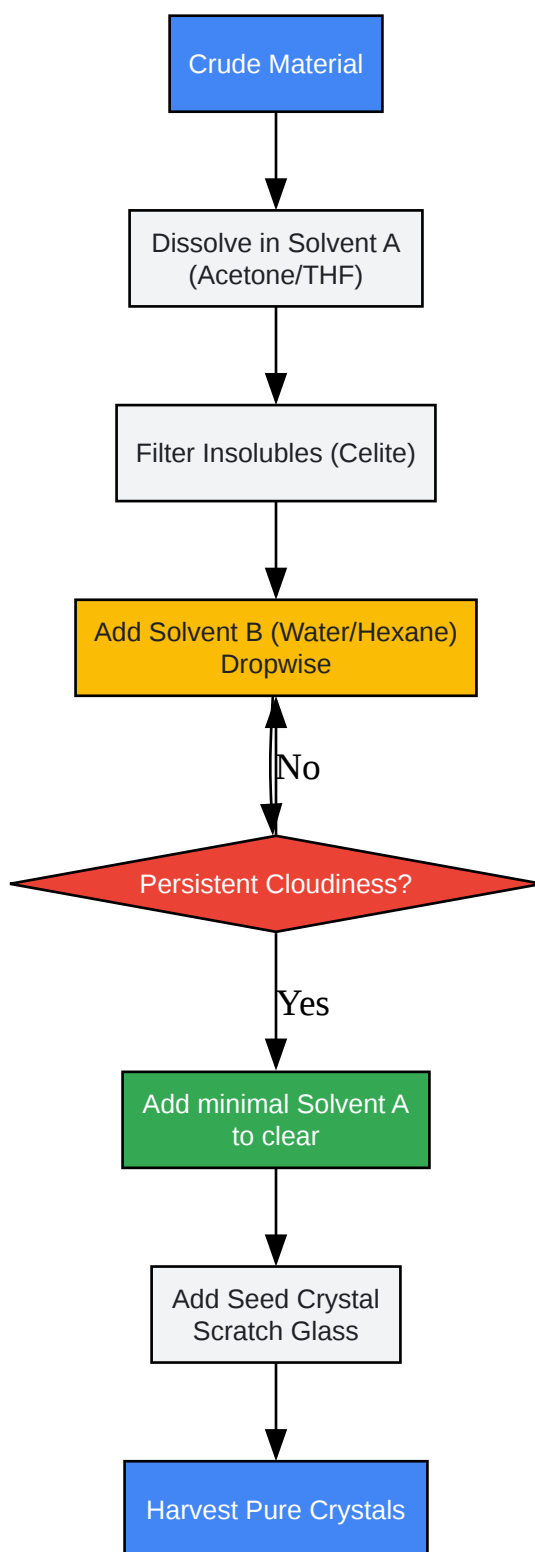 Crude Material
Dissolve in Solvent A
(Acetone/THF)
Filter Insolubles (Celite)
Add Solvent B (Water/Hexane)
Dropwise
No
Persistent Cloudiness?
Yes
Add minimal Solvent A
to clear
Add Seed Crystal
Scratch Glass
Harvest Pure Crystals